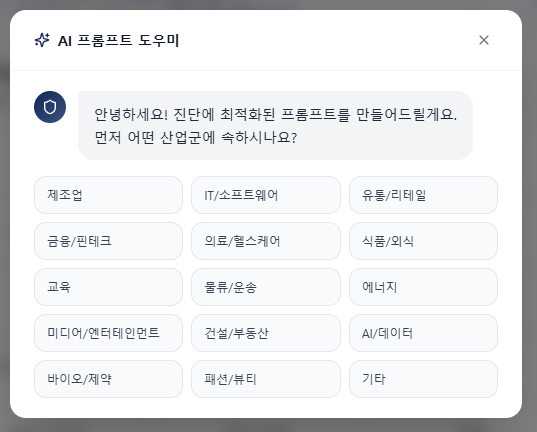 AI 프롬프트 도우미
안녕하세요! 진단에 최적화된 프롬프트를 만들어드릴게요.
먼저 어떤 산업군에 속하시나요?
제조업
IT/소프트웨어
유통/리테일
금융/핀테크
의료/헬스케어
식품/외식
교육
물류/운송
에너지
미디어/엔터테인먼트
건설/부동산
AI/데이터
바이오/제약
패션/뷰티
기타